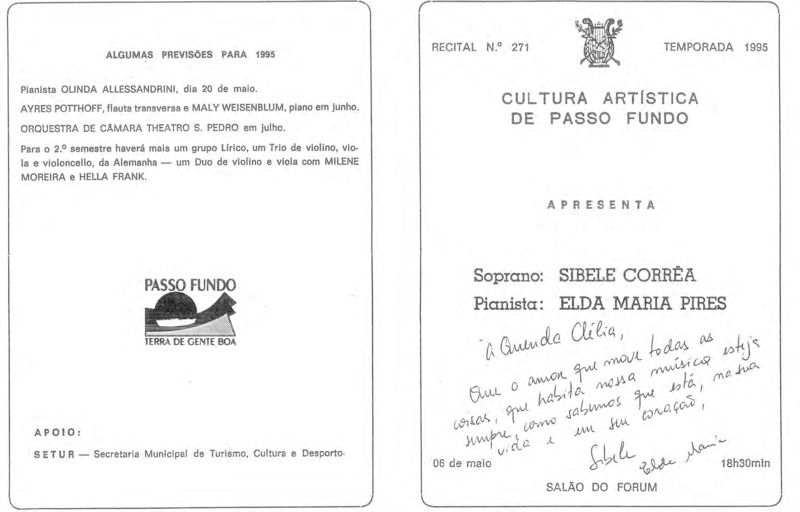 ALGUMAS PREVISÕES PARA 1995
Pianista OLINDA ALLESSANDRINI, dia 20 de maio.
AYRES POTTHOFF, flauta transversa e MALY WEISENBLUM, piano em junho.
ORQUESTRA DE CÂMARA THEATRO S. PEDRO em julho.
Para o 2.º semestre haverá mais um grupo Lírico, um Trio de violino, vio-
la e violoncello, da Alemanha — um Duo de violino e viola com MILENE
MOREIRA e HELLA FRANK.
PASSO FUNDO
TERRA DE GENTE BOA
APOIO:
SETUR — Secretaria Municipal de Turismo, Cultura e Desporto-
RECITAL N.º 271
TEMPORADA 1995
CULTURA ARTÍSTICA
DE PASSO FUNDO
APRESENTA
Soprano: SIBELE CORRÊA
Pianista: ELDA MARIA PIRES
À Querida Clélia,
Que o amor que move todas as
coisas, que habita nossa música esteja
sempre, como sabemos que está, na sua
vida e em seu coração,
Sibele
Elda Maria
06 de maio
18h30min
SALÃO DO FORUM